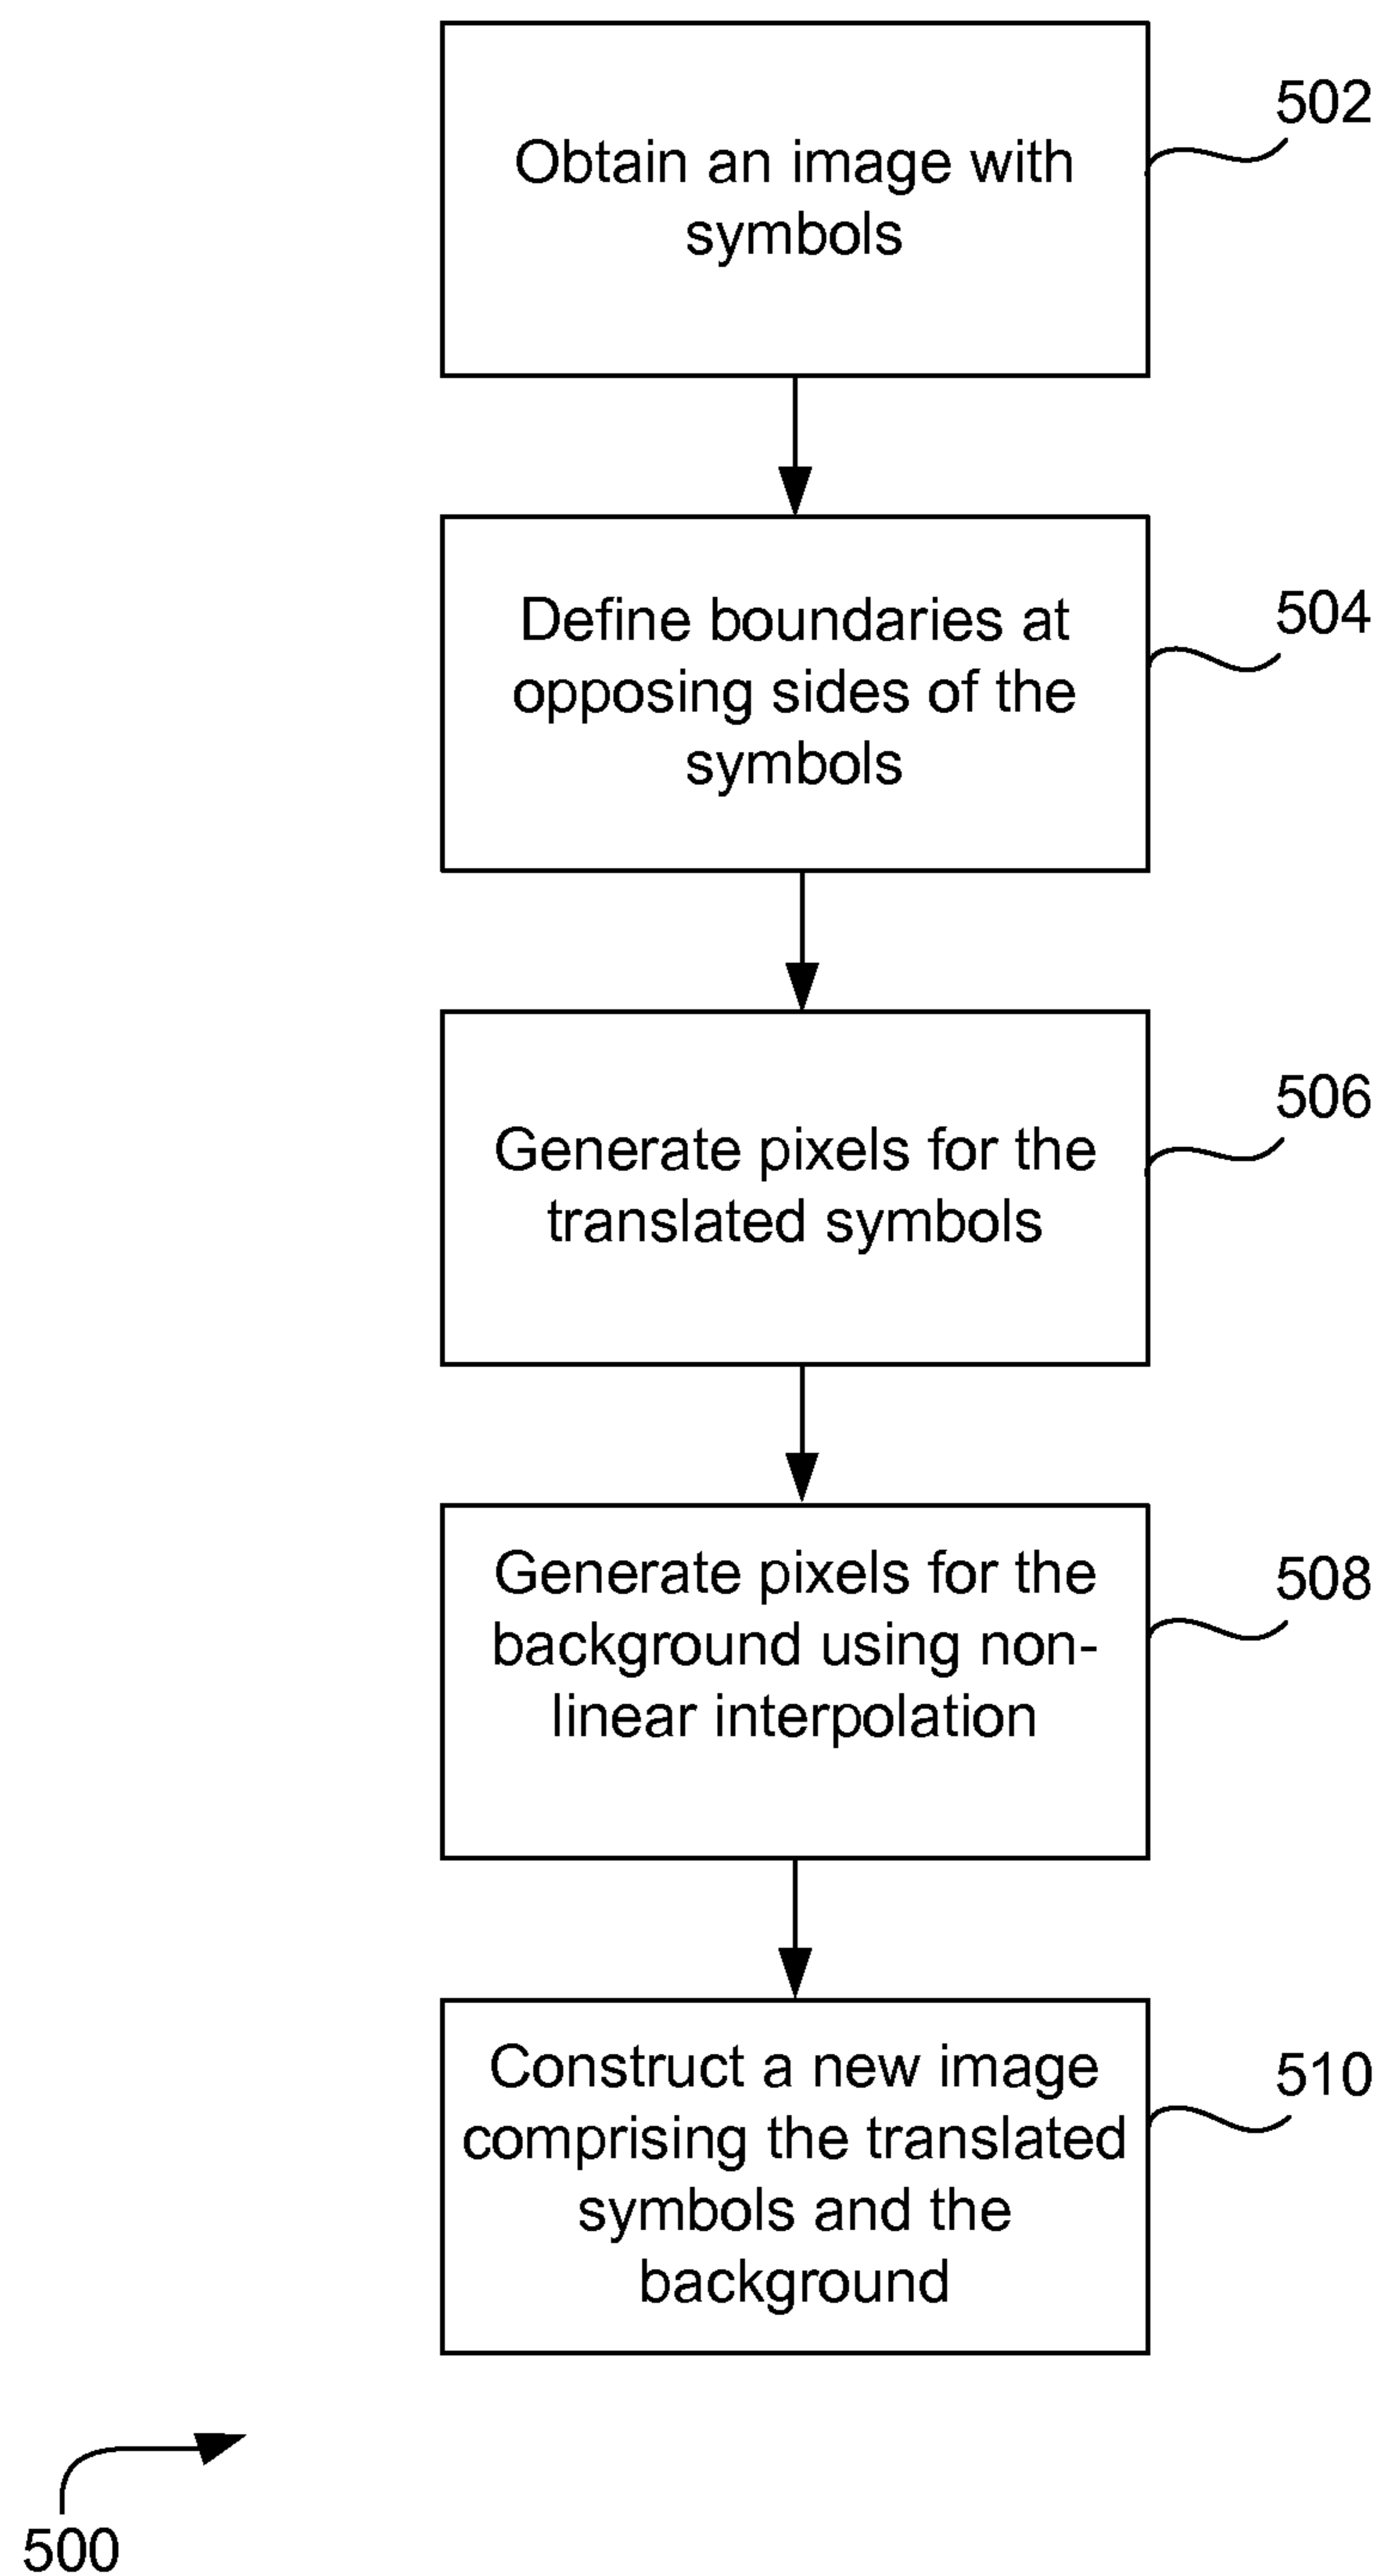 Obtain an image with
symbols
502
Define boundaries at
opposing sides of the
symbols
504
Generate pixels for the
translated symbols
506
Generate pixels for the
background using non-
linear interpolation
508
Construct a new image
comprising the translated
symbols and the
background
510
500